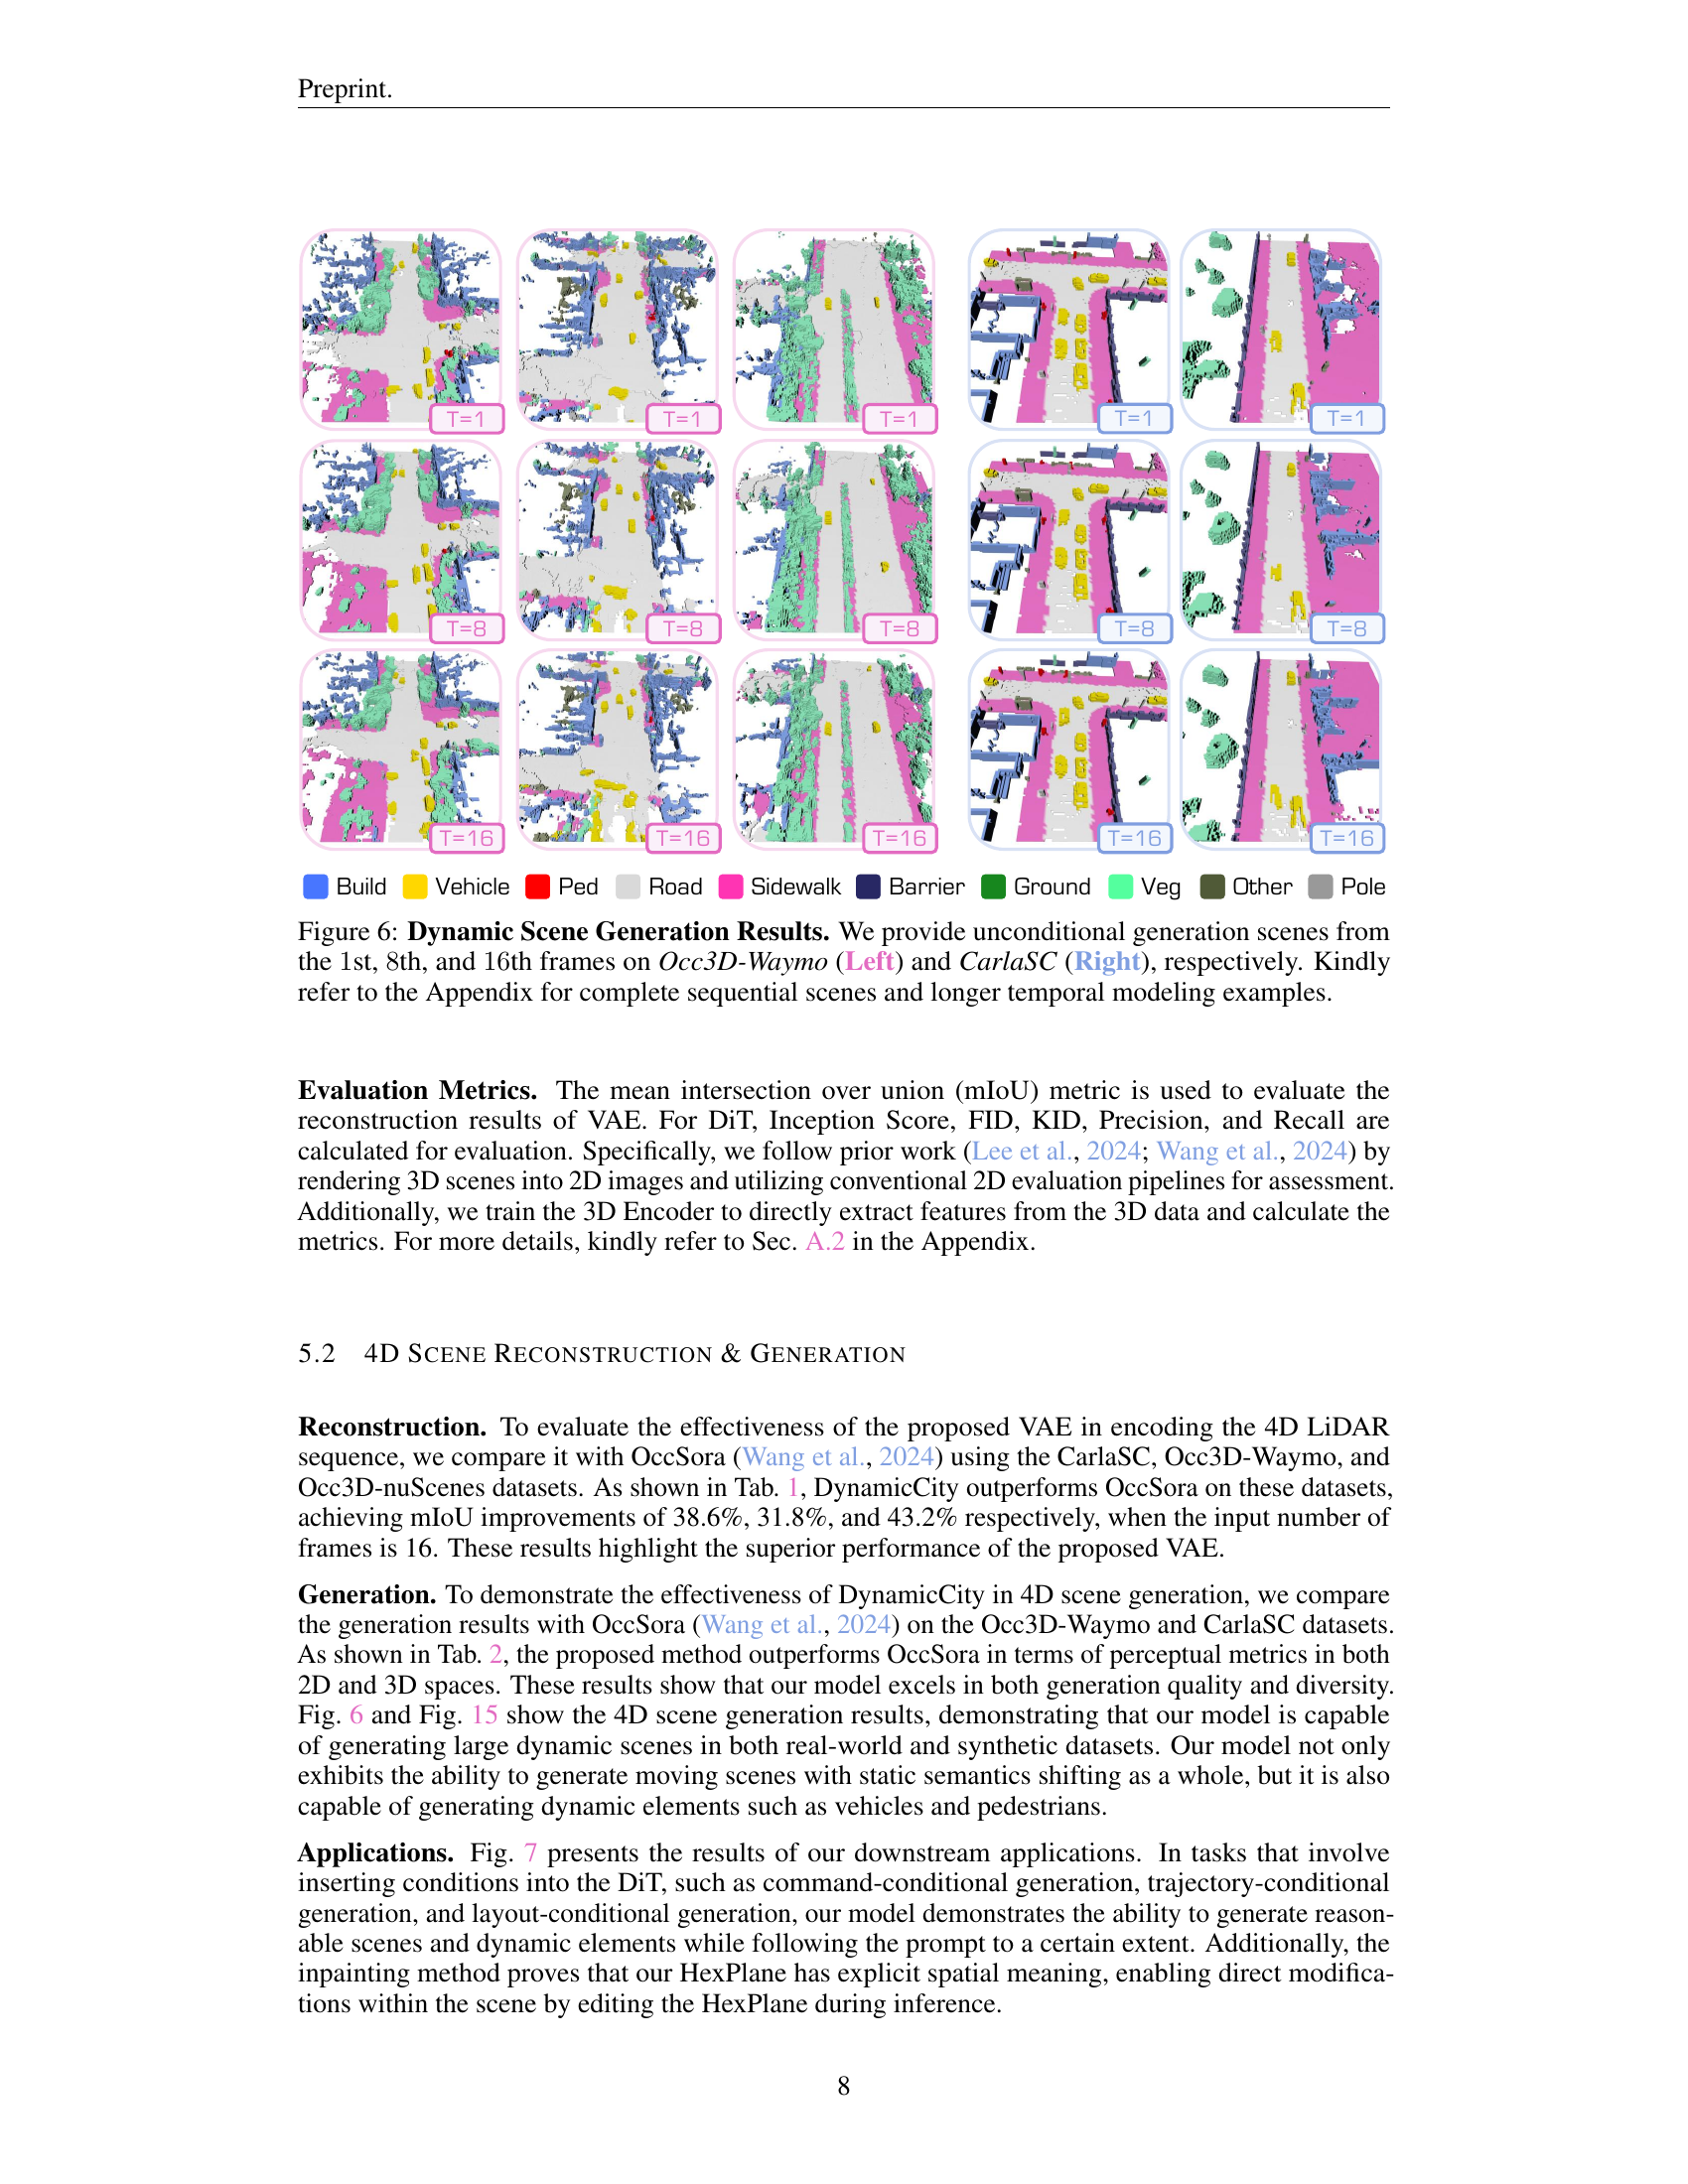 Preprint.
T=1 T=1 T=1 T=1 T=1
T=8 T=8 T=8 T=8 T=8
T=16 T=16 T=16 T=16 T=16
Build Vehicle Ped Road Sidewalk Barrier Ground Veg Other Pole
Figure 6: Dynamic Scene Generation Results. We provide unconditional generation scenes from
the 1st, 8th, and 16th frames on Occ3D-Waymo (Left) and CarlaSC (Right), respectively. Kindly
refer to the Appendix for complete sequential scenes and longer temporal modeling examples.
Evaluation Metrics. The mean intersection over union (mIoU) metric is used to evaluate the
reconstruction results of VAE. For DiT, Inception Score, FID, KID, Precision, and Recall are
calculated for evaluation. Specifically, we follow prior work (Lee et al., 2024; Wang et al., 2024) by
rendering 3D scenes into 2D images and utilizing conventional 2D evaluation pipelines for assessment.
Additionally, we train the 3D Encoder to directly extract features from the 3D data and calculate the
metrics. For more details, kindly refer to Sec. A.2 in the Appendix.
5.2 4D SCENE RECONSTRUCTION & GENERATION
Reconstruction. To evaluate the effectiveness of the proposed VAE in encoding the 4D LiDAR
sequence, we compare it with OccSora (Wang et al., 2024) using the CarlaSC, Occ3D-Waymo, and
Occ3D-nuScenes datasets. As shown in Tab. 1, DynamicCity outperforms OccSora on these datasets,
achieving mIoU improvements of 38.6%, 31.8%, and 43.2% respectively, when the input number of
frames is 16. These results highlight the superior performance of the proposed VAE.
Generation. To demonstrate the effectiveness of DynamicCity in 4D scene generation, we compare
the generation results with OccSora (Wang et al., 2024) on the Occ3D-Waymo and CarlaSC datasets.
As shown in Tab. 2, the proposed method outperforms OccSora in terms of perceptual metrics in both
2D and 3D spaces. These results show that our model excels in both generation quality and diversity.
Fig. 6 and Fig. 15 show the 4D scene generation results, demonstrating that our model is capable
of generating large dynamic scenes in both real-world and synthetic datasets. Our model not only
exhibits the ability to generate moving scenes with static semantics shifting as a whole, but it is also
capable of generating dynamic elements such as vehicles and pedestrians.
Applications. Fig. 7 presents the results of our downstream applications. In tasks that involve
inserting conditions into the DiT, such as command-conditional generation, trajectory-conditional
generation, and layout-conditional generation, our model demonstrates the ability to generate reason-
able scenes and dynamic elements while following the prompt to a certain extent. Additionally, the
inpainting method proves that our HexPlane has explicit spatial meaning, enabling direct modifica-
tions within the scene by editing the HexPlane during inference.
8